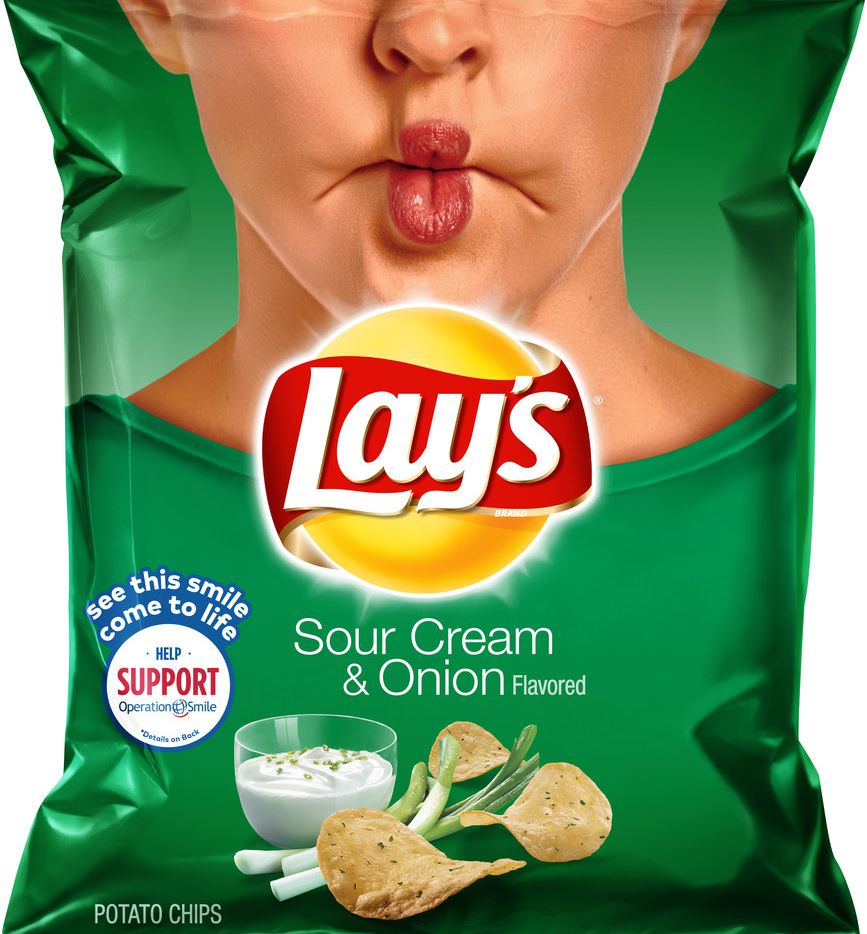 Lay's
®
BRAND
see this smile
come to life
· HELP ·
SUPPORT
Operation Smile
*Details on Back
Sour Cream
& Onion Flavored
POTATO CHIPS